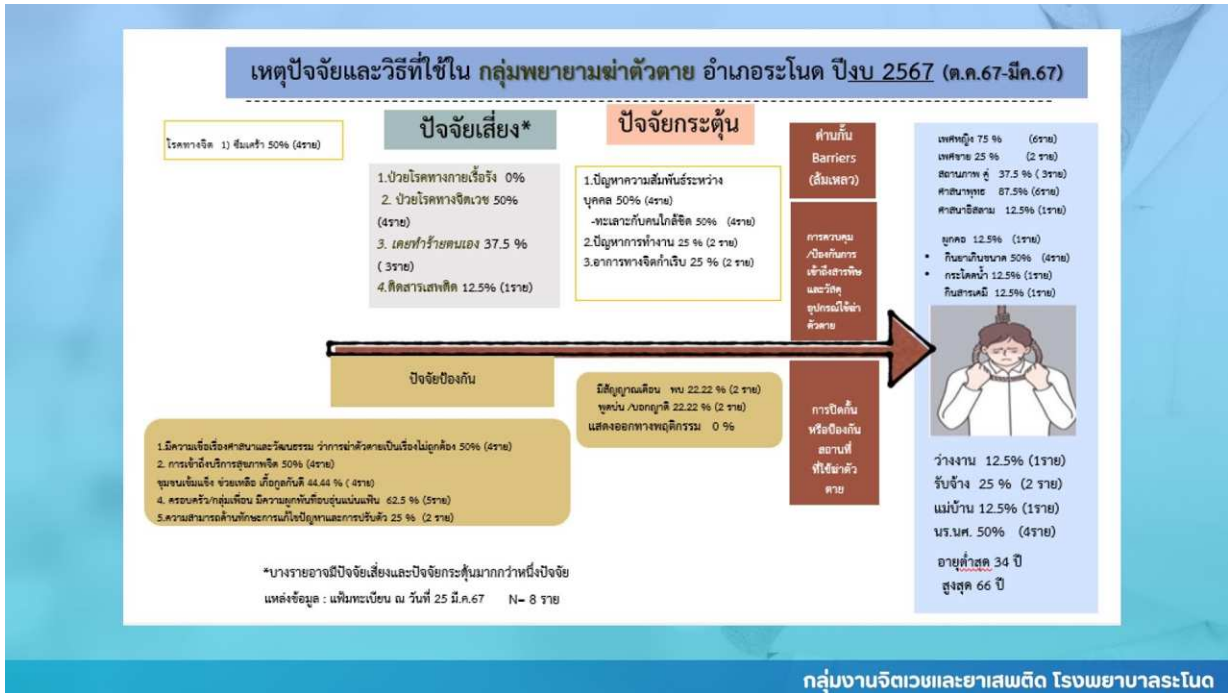 เหตุปัจจัยและวิธีที่ใช้ใน กลุ่มพยายามฆ่าตัวตาย อำเภอระโนด ปีงบ 2567 (ต.ค.67-มีค.67)
โรคทางจิต 1) ซึมเศร้า 50% (4ราย)
ปัจจัยเสี่ยง*
1.ป่วยโรคทางกายเรื้อรัง 0%
2. ป่วยโรคทางจิตเวช 50%
(4ราย)
3. เคยทำร้ายตนเอง 37.5 %
( 3ราย)
4.ติดสารเสพติด 12.5% (1ราย)
ปัจจัยกระตุ้น
1.ปัญหาความสัมพันธ์ระหว่าง
บุคคล 50% (4ราย)
-ทะเลาะกับคนใกล้ชิด 50% (4ราย)
2.ปัญหาการทำงาน 25 % (2 ราย)
3.อาการทางจิตกำเริบ 25 % (2 ราย)
ด่านกั้น
Barriers
(ล้มเหลว)
การควบคุม
/ป้องกันการ
เข้าถึงสารพิษ
และวัสดุ
อุปกรณ์ใช้ฆ่า
ตัวตาย
การปิดกั้น
หรือป้องกัน
สถานที่
ที่ใช้ฆ่าตัว
ตาย
ปัจจัยป้องกัน
1.มีความเชื่อเรื่องศาสนาและวัฒนธรรม ว่าการฆ่าตัวตายเป็นเรื่องไม่ถูกต้อง 50% (4ราย)
2. การเข้าถึงบริการสุขภาพจิต 50% (4ราย)
ชุมชนเข้มแข็ง ช่วยเหลือ เกื้อกูลกันดี 44.44 % ( 4ราย)
4. ครอบครัว/กลุ่มเพื่อน มีความผูกพันที่อบอุ่นแน่นแฟ้น 62.5 % (5ราย)
5.ความสามารถด้านทักษะการแก้ไขปัญหาและการปรับตัว 25 % (2 ราย)
มีสัญญาณเตือน พบ 22.22 % (2 ราย)
พูดบ่น /บอกญาติ 22.22 % (2 ราย)
แสดงออกทางพฤติกรรม 0 %
เพศหญิง 75 % (6ราย)
เพศชาย 25 % (2 ราย)
สถานภาพ คู่ 37.5 % ( 3ราย)
ศาสนาพุทธ 87.5% (6ราย)
ศาสนาอิสลาม 12.5% (1ราย)
ผูกคอ 12.5% (1ราย)
• กินยาเกินขนาด 50% (4ราย)
• กระโดดน้ำ 12.5% (1ราย)
กินสารเคมี 12.5% (1ราย)
ว่างงาน 12.5% (1ราย)
รับจ้าง 25 % (2 ราย)
แม่บ้าน 12.5% (1ราย)
นร.นศ. 50% (4ราย)
อายุต่ำสุด 34 ปี
สูงสุด 66 ปี
*บางรายอาจมีปัจจัยเสี่ยงและปัจจัยกระตุ้นมากกว่าหนึ่งปัจจัย
แหล่งข้อมูล : แฟ้มทะเบียน ณ วันที่ 25 มี.ค.67 N= 8 ราย
กลุ่มงานจิตเวชและยาเสพติด โรงพยาบาลระโนด